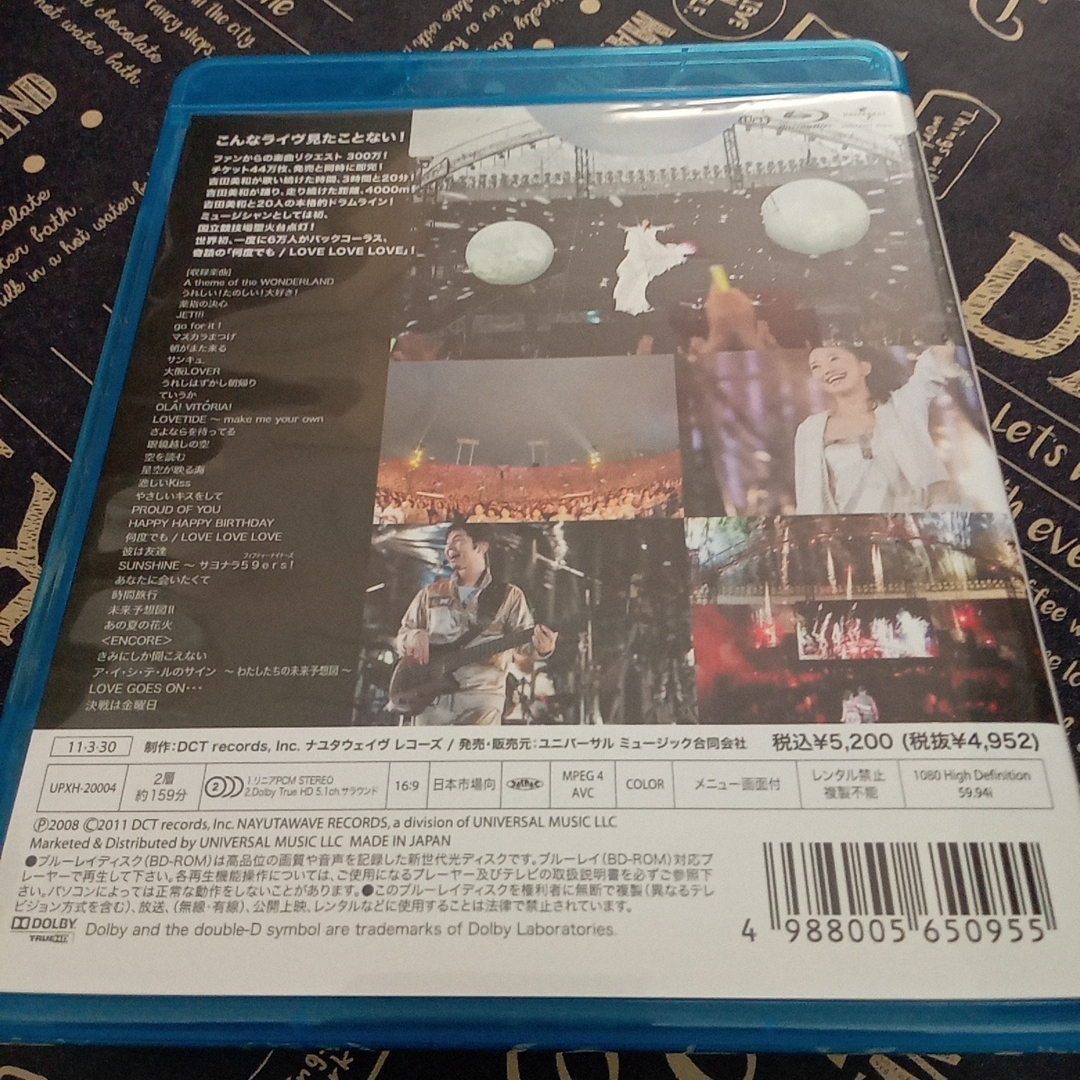 こんなライヴ見たことない！
ファンからの楽曲リクエスト 300万！
チケット44万枚、発売と同時に即完！
吉田美和が歌い続けた時間、3時間と20分！
吉田美和が踊り、走り続けた距離、4000m！
吉田美和と20人の本格的ドラムライン！
ミュージシャンとしては初、
国立競技場聖火台点灯！
世界初、一度に6万人がバックコーラス、
奇跡の「何度でも / LOVE LOVE LOVE」！
[収録楽曲]
A theme of the WONDERLAND
うれしい！たのしい！大好き！
薬指の決心
JET!!!
go for it！
マスカラまつげ
朝がまた来る
サンキュ.
大阪LOVER
うれしはずかし朝帰り
ていうか
OLA! VITÓRIA!
LOVETIDE ～ make me your own
さよならを待ってる
眼鏡越しの空
空を読む
星空が映る海
悲しいKiss
やさしいキスをして
PROUD OF YOU
HAPPY HAPPY BIRTHDAY
何度でも / LOVE LOVE LOVE
彼は友達
SUNSHINE ～ サヨナラ59ers！
フィフティーナイナーズ
あなたに会いたくて
時間旅行
未来予想図II
あの夏の花火
<ENCORE>
きみにしか聞こえない
ア・イ・シ・テ・ルのサイン ～わたしたちの未来予想図～
LOVE GOES ON･･･
決戦は金曜日
11・3・30 制作：DCT records, Inc. ナユタウェイヴ レコーズ / 発売・販売元：ユニバーサル ミュージック合同会社 税込¥5,200 (税抜¥4,952)
UPXH-20004 2層 約159分 2 1.リニアPCM STEREO 2.Dolby True HD 5.1ch サラウンド 16:9 日本市場向 MPEG 4 AVC COLOR メニュー画面付 レンタル禁止 複製不能 1080 High Definition 59.94i
Ⓟ2008 Ⓒ2011 DCT records, Inc. NAYUTAWAVE RECORDS, a division of UNIVERSAL MUSIC LLC
Marketed & Distributed by UNIVERSAL MUSIC LLC MADE IN JAPAN
●ブルーレイディスク(BD-ROM)は高品位の画質や音声を記録した新世代光ディスクです。ブルーレイ(BD-ROM)対応プ
レーヤーで再生して下さい。各再生機能操作については、ご使用になるプレーヤー及びテレビの取扱説明書を必ずご参照下
さい。パソコンによっては正常な動作をしないことがあります。●このブルーレイディスクを権利者に無断で複製(異なるテレ
ビジョン方式を含む)、放送、(無線・有線)、公開上映、レンタルなどに使用することは法律で禁止されています。
DOLBY TRUEHD Dolby and the double-D symbol are trademarks of Dolby Laboratories.
4 988005 650955